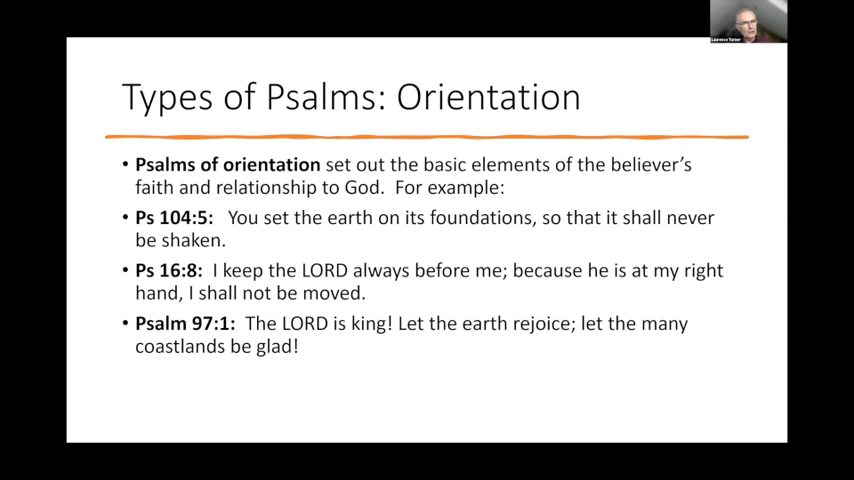 Laurence Turner
Types of Psalms: Orientation
• Psalms of orientation set out the basic elements of the believer's
faith and relationship to God.  For example:
• Ps 104:5:   You set the earth on its foundations, so that it shall never
be shaken.
• Ps 16:8:  I keep the LORD always before me; because he is at my right
hand, I shall not be moved.
• Psalm 97:1:  The LORD is king! Let the earth rejoice; let the many
coastlands be glad!